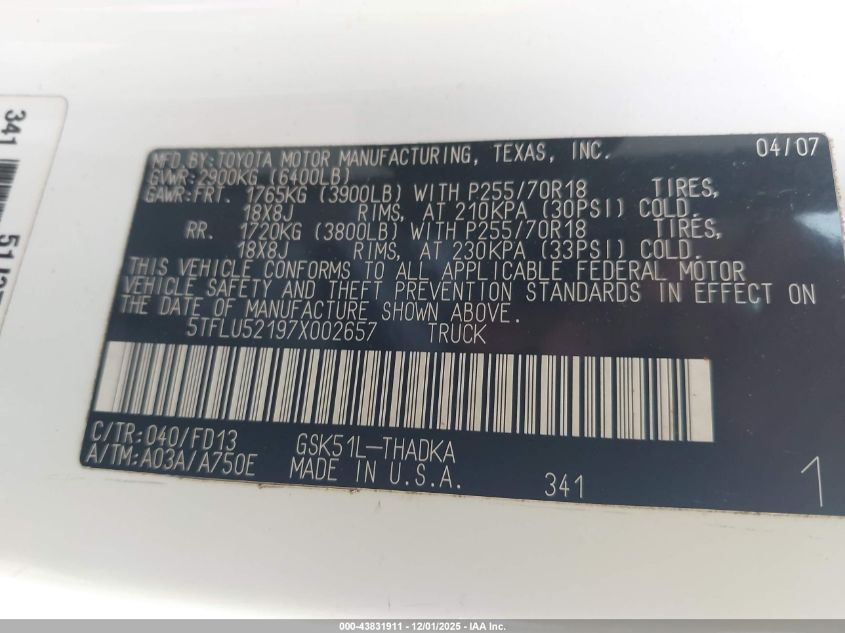 MFD.BY:TOYOTA MOTOR MANUFACTURING, TEXAS, INC. 04/07
GVWR:2900KG (6400LB)
GAWR:FRT. 1765KG (3900LB) WITH P255/70R18 TIRES,
18X8J RIMS, AT 210KPA (30PSI) COLD.
RR. 1720KG (3800LB) WITH P255/70R18 TIRES,
18X8J RIMS, AT 230KPA (33PSI) COLD.
THIS VEHICLE CONFORMS TO ALL APPLICABLE FEDERAL MOTOR
VEHICLE SAFETY AND THEFT PREVENTION STANDARDS IN EFFECT ON
THE DATE OF MANUFACTURE SHOWN ABOVE.
5TFLU52197X002657 TRUCK
C/TR:040/FD13 GSK51L-THADKA
A/TM:A03A/A750E MADE IN U.S.A. 341 1
341
000-43831911 - 12/01/2025 - IAA Inc.